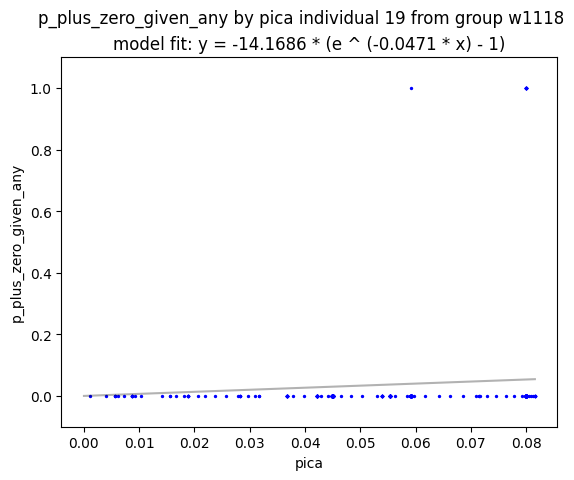 p_plus_zero_given_any by pica individual 19 from group w1118
model fit: y = -14.1686 * (e ^ (-0.0471 * x) - 1)
p_plus_zero_given_any
1.0
0.8
0.6
0.4
0.2
0.0
0.00 0.01 0.02 0.03 0.04 0.05 0.06 0.07 0.08
pica